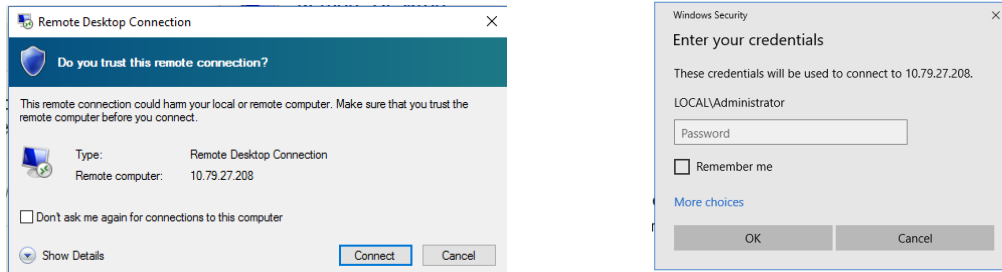 Remote Desktop Connection
Do you trust this remote connection?
This remote connection could harm your local or remote computer. Make sure that you trust the
remote computer before you connect.
Type: Remote Desktop Connection
Remote computer: 10.79.27.208
Don't ask me again for connections to this computer
Show Details
Connect
Cancel
Windows Security
Enter your credentials
These credentials will be used to connect to 10.79.27.208.
LOCAL\Administrator
Password
Remember me
More choices
OK
Cancel